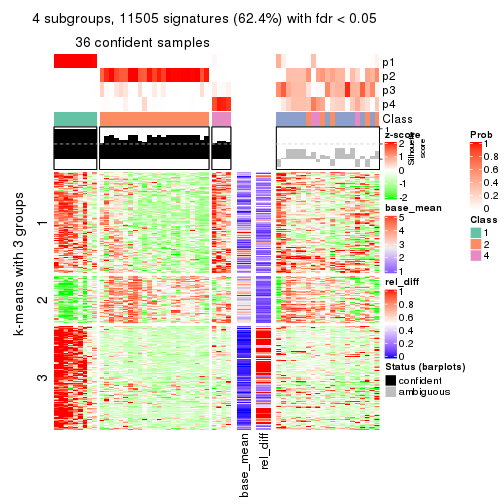 4 subgroups, 11505 signatures (62.4%) with fdr < 0.05
36 confident samples
p1
p2
p3
p4
Class
1
Silhouette
score
k-means with 3 groups
1
2
3
base_mean
rel_diff
z-score
2
1
0
-1
-2
base_mean
5
4
3
2
1
rel_diff
1
0.8
0.6
0.4
0.2
0
Status (barplots)
confident
ambiguous
Prob
1
0.8
0.6
0.4
0.2
0
Class
1
2
4